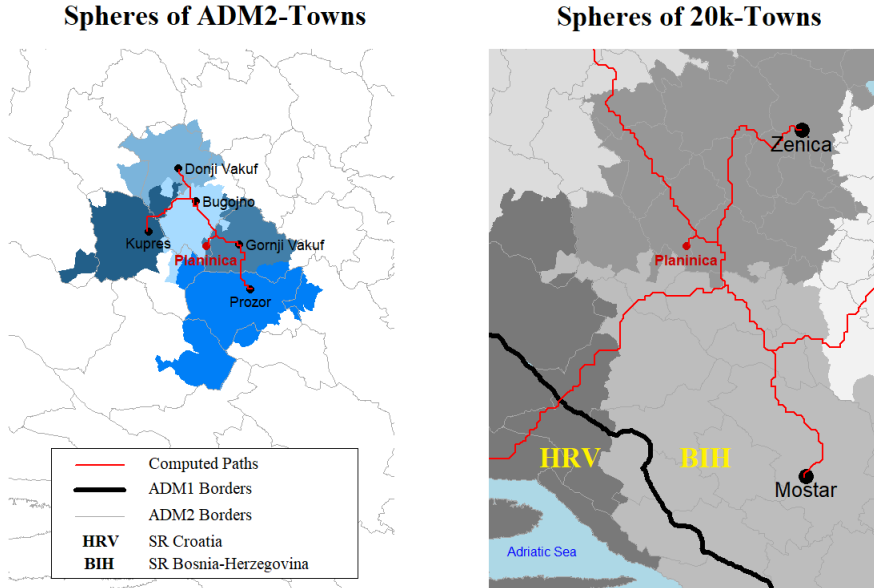 Spheres of ADM2-Towns
Donji Vakuf
Bugojno
Kupres
Gornji Vakuf
Planinica
Prozor
Computed Paths
ADM1 Borders
ADM2 Borders
HRV SR Croatia
BIH SR Bosnia-Herzegovina
Spheres of 20k-Towns
Zenica
Planinica
HRV
BIH
Mostar
Adriatic Sea